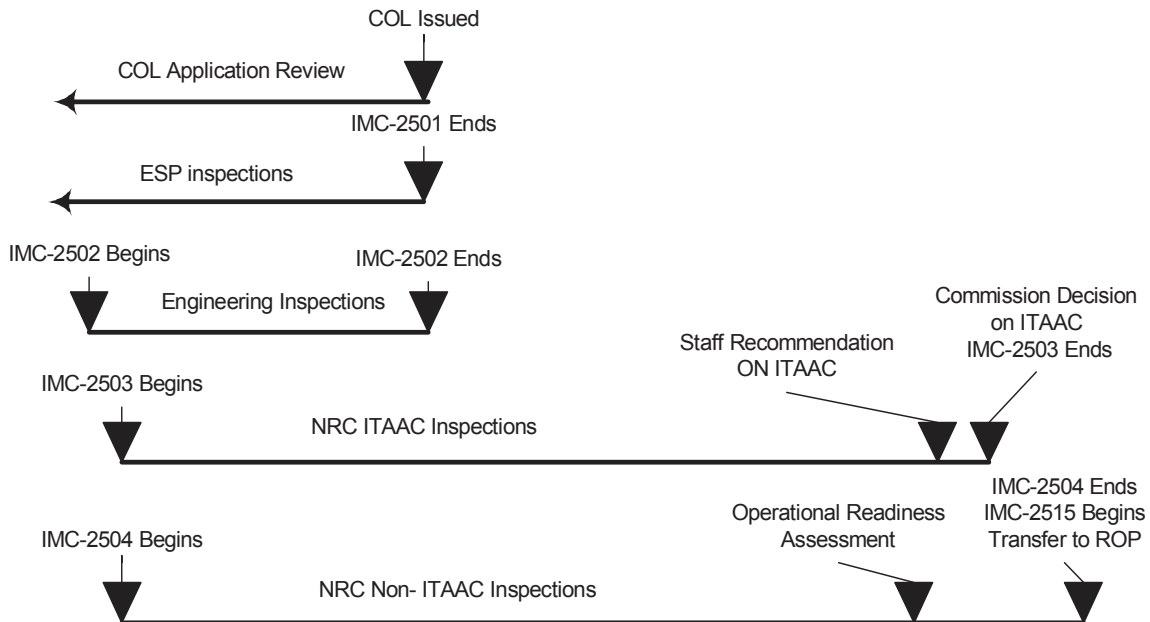 COL Issued
COL Application Review
IMC-2501 Ends
ESP inspections
IMC-2502 Begins
IMC-2502 Ends
Engineering Inspections
Commission Decision
on ITAAC
IMC-2503 Ends
Staff Recommendation
ON ITAAC
IMC-2503 Begins
NRC ITAAC Inspections
IMC-2504 Ends
IMC-2515 Begins
Transfer to ROP
Operational Readiness
Assessment
IMC-2504 Begins
NRC Non- ITAAC Inspections